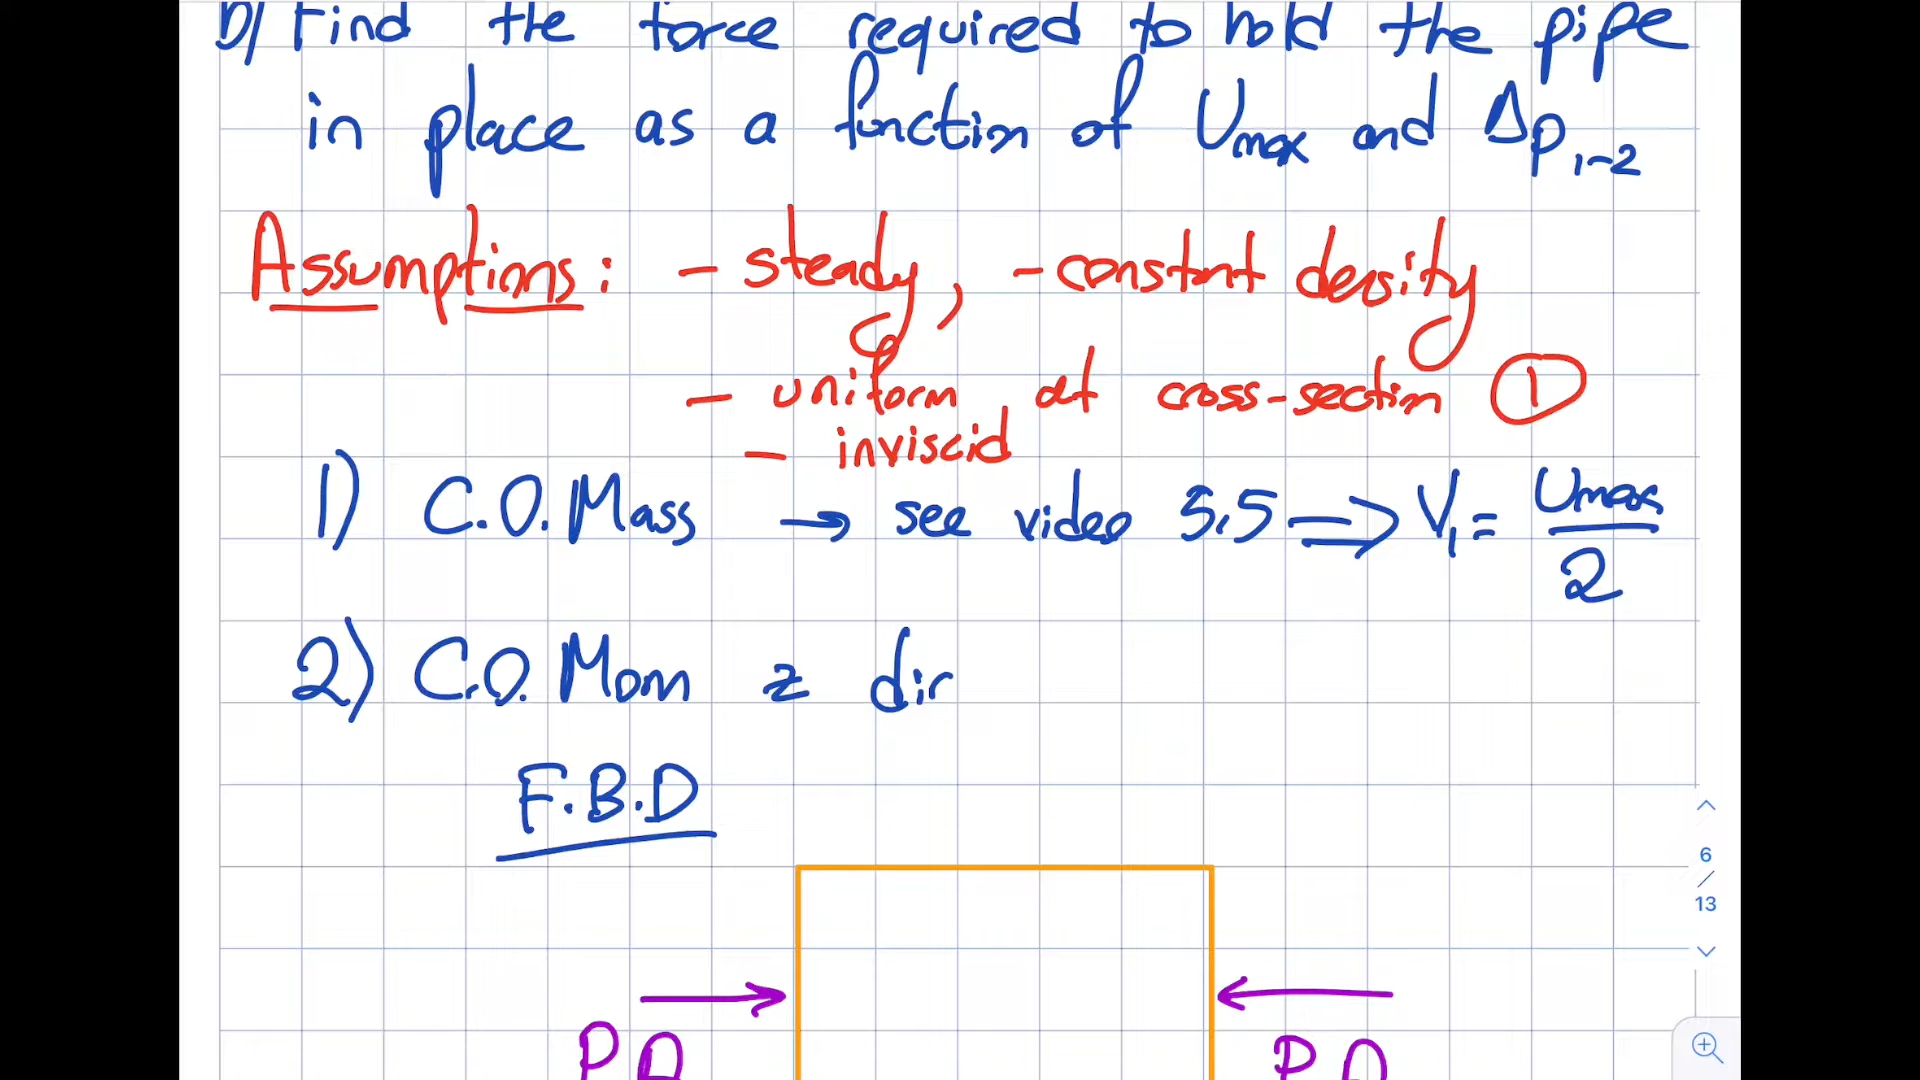 b) Find the force required to hold the pipe
in place as a function of Umax and Δp1-2
Assumptions: - steady, - constant density
- uniform at cross-section ①
- inviscid
1) C.O. Mass → see video 3.5 ⟹ V1 = Umax/2
2) C.O. Mom z dir
F.B.D
P A
P A
6
/
13